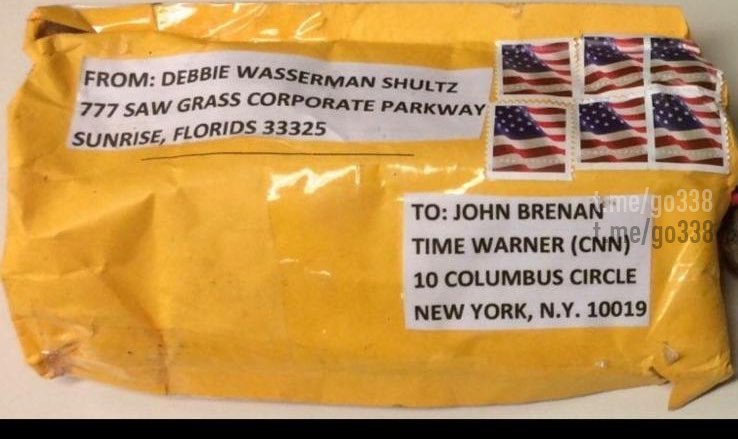 FROM: DEBBIE WASSERMAN SHULTZ
777 SAW GRASS CORPORATE PARKWAY
SUNRISE, FLORIDS 33325
TO: JOHN BRENAN
TIME WARNER (CNN)
10 COLUMBUS CIRCLE
NEW YORK, N.Y. 10019
t.me/go338
t.me/go338